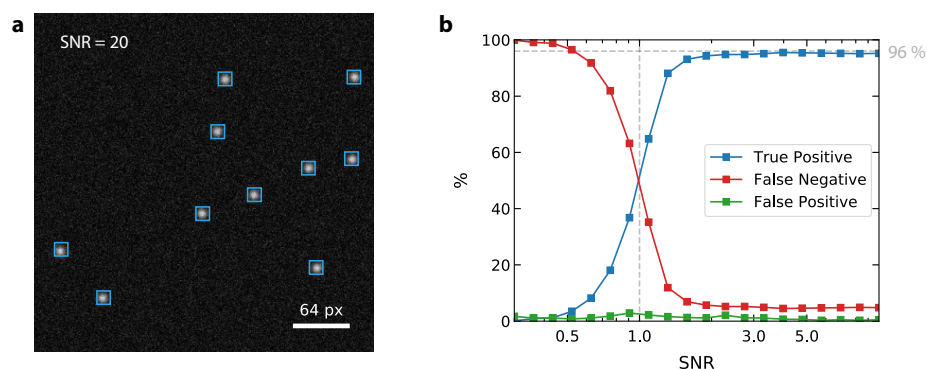 a
SNR = 20
64 px
b
100
80
60
40
20
0
%
96 %
True Positive
False Negative
False Positive
0.5 1.0 3.0 5.0
SNR